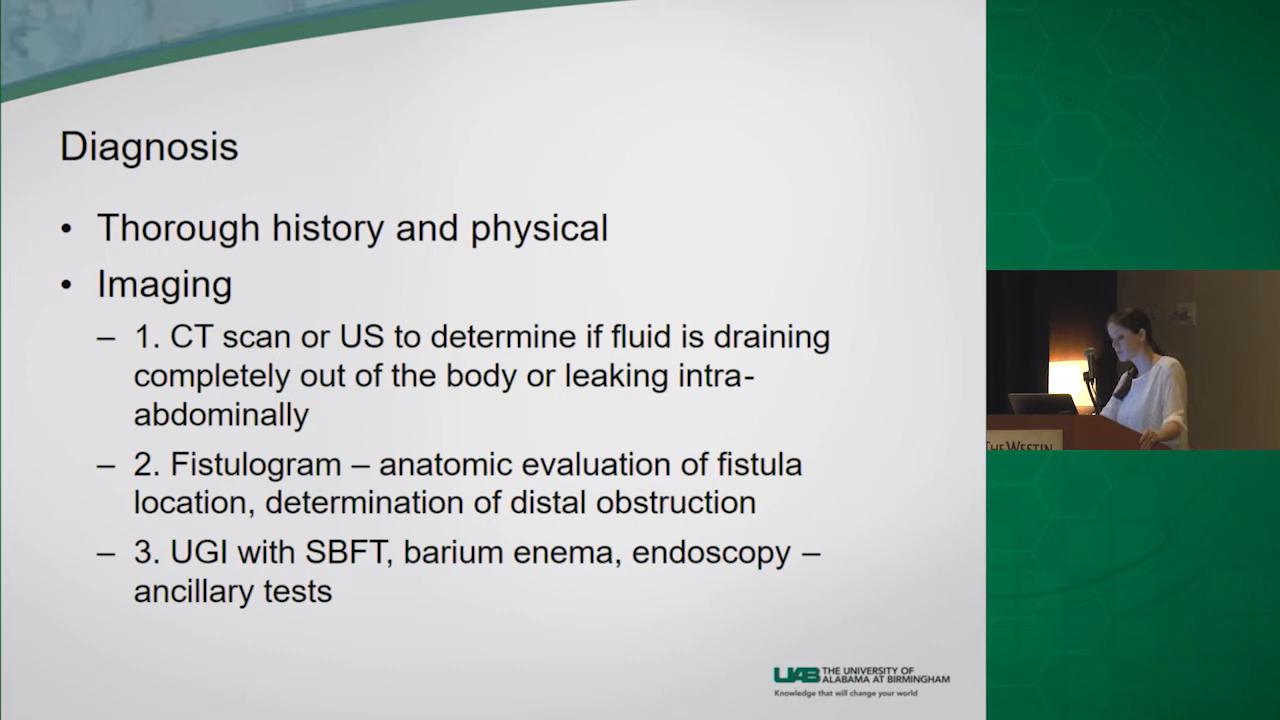 Diagnosis
• Thorough history and physical
• Imaging
– 1. CT scan or US to determine if fluid is draining
completely out of the body or leaking intra-
abdominally
– 2. Fistulogram – anatomic evaluation of fistula
location, determination of distal obstruction
– 3. UGI with SBFT, barium enema, endoscopy –
ancillary tests
UAB THE UNIVERSITY OF
ALABAMA AT BIRMINGHAM
Knowledge that will change your world
THE WESTIN